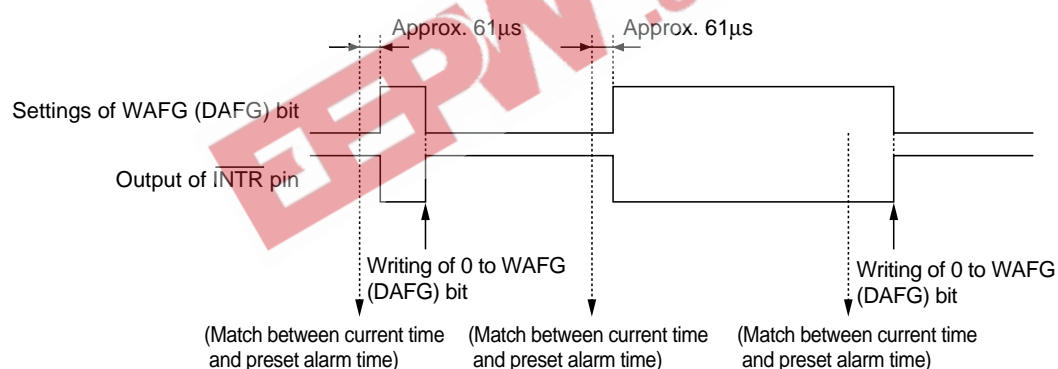 Approx. 61μs
Approx. 61μs
Settings of WAFG (DAFG) bit
Output of INTR pin
Writing of 0 to WAFG
(DAFG) bit
Writing of 0 to WAFG
(DAFG) bit
(Match between current time
and preset alarm time)
(Match between current time
and preset alarm time)
(Match between current time
and preset alarm time)
EEPW.